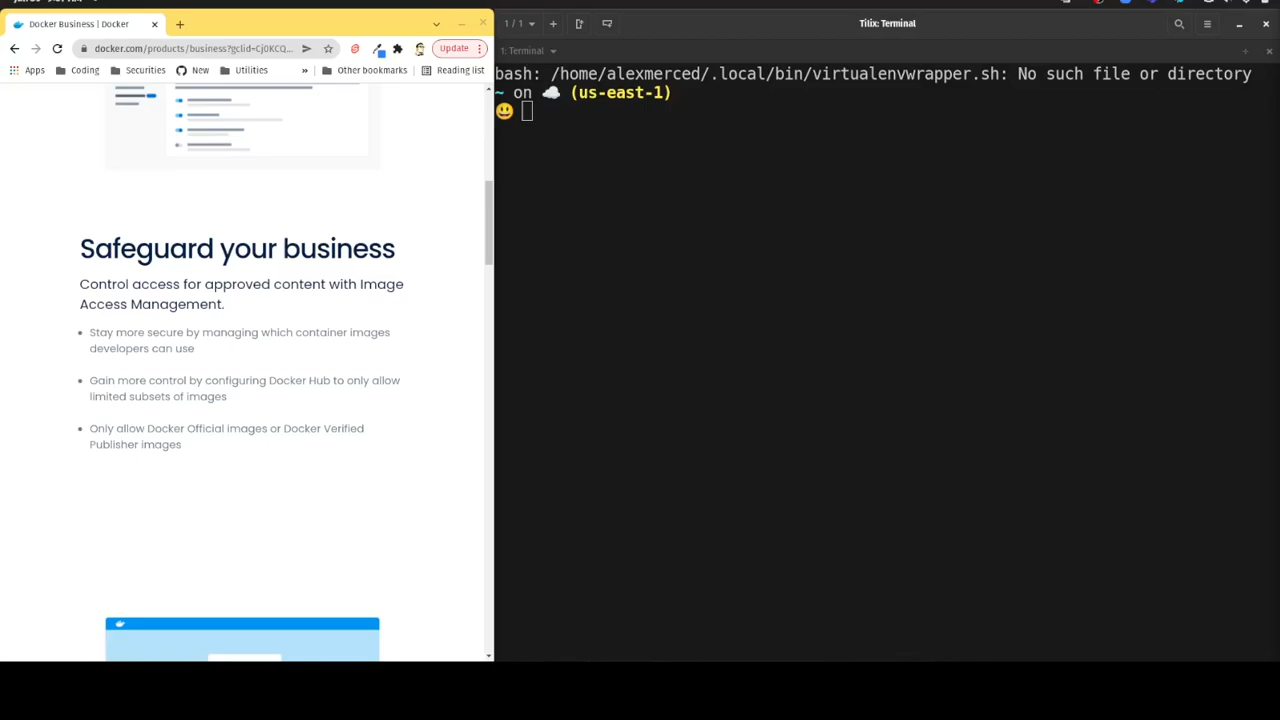 Docker Business | Docker
docker.com/products/business?gclid=Cj0KCQ...
Update
Apps
Coding
Securities
New
Utilities
»
Other bookmarks
Reading list
Safeguard your business
Control access for approved content with Image
Access Management.
• Stay more secure by managing which container images
developers can use
• Gain more control by configuring Docker Hub to only allow
limited subsets of images
• Only allow Docker Official images or Docker Verified
Publisher images
1 / 1
Tilix: Terminal
1: Terminal
bash: /home/alexmerced/.local/bin/virtualenvwrapper.sh: No such file or directory
~ on ☁️ (us-east-1)
😃